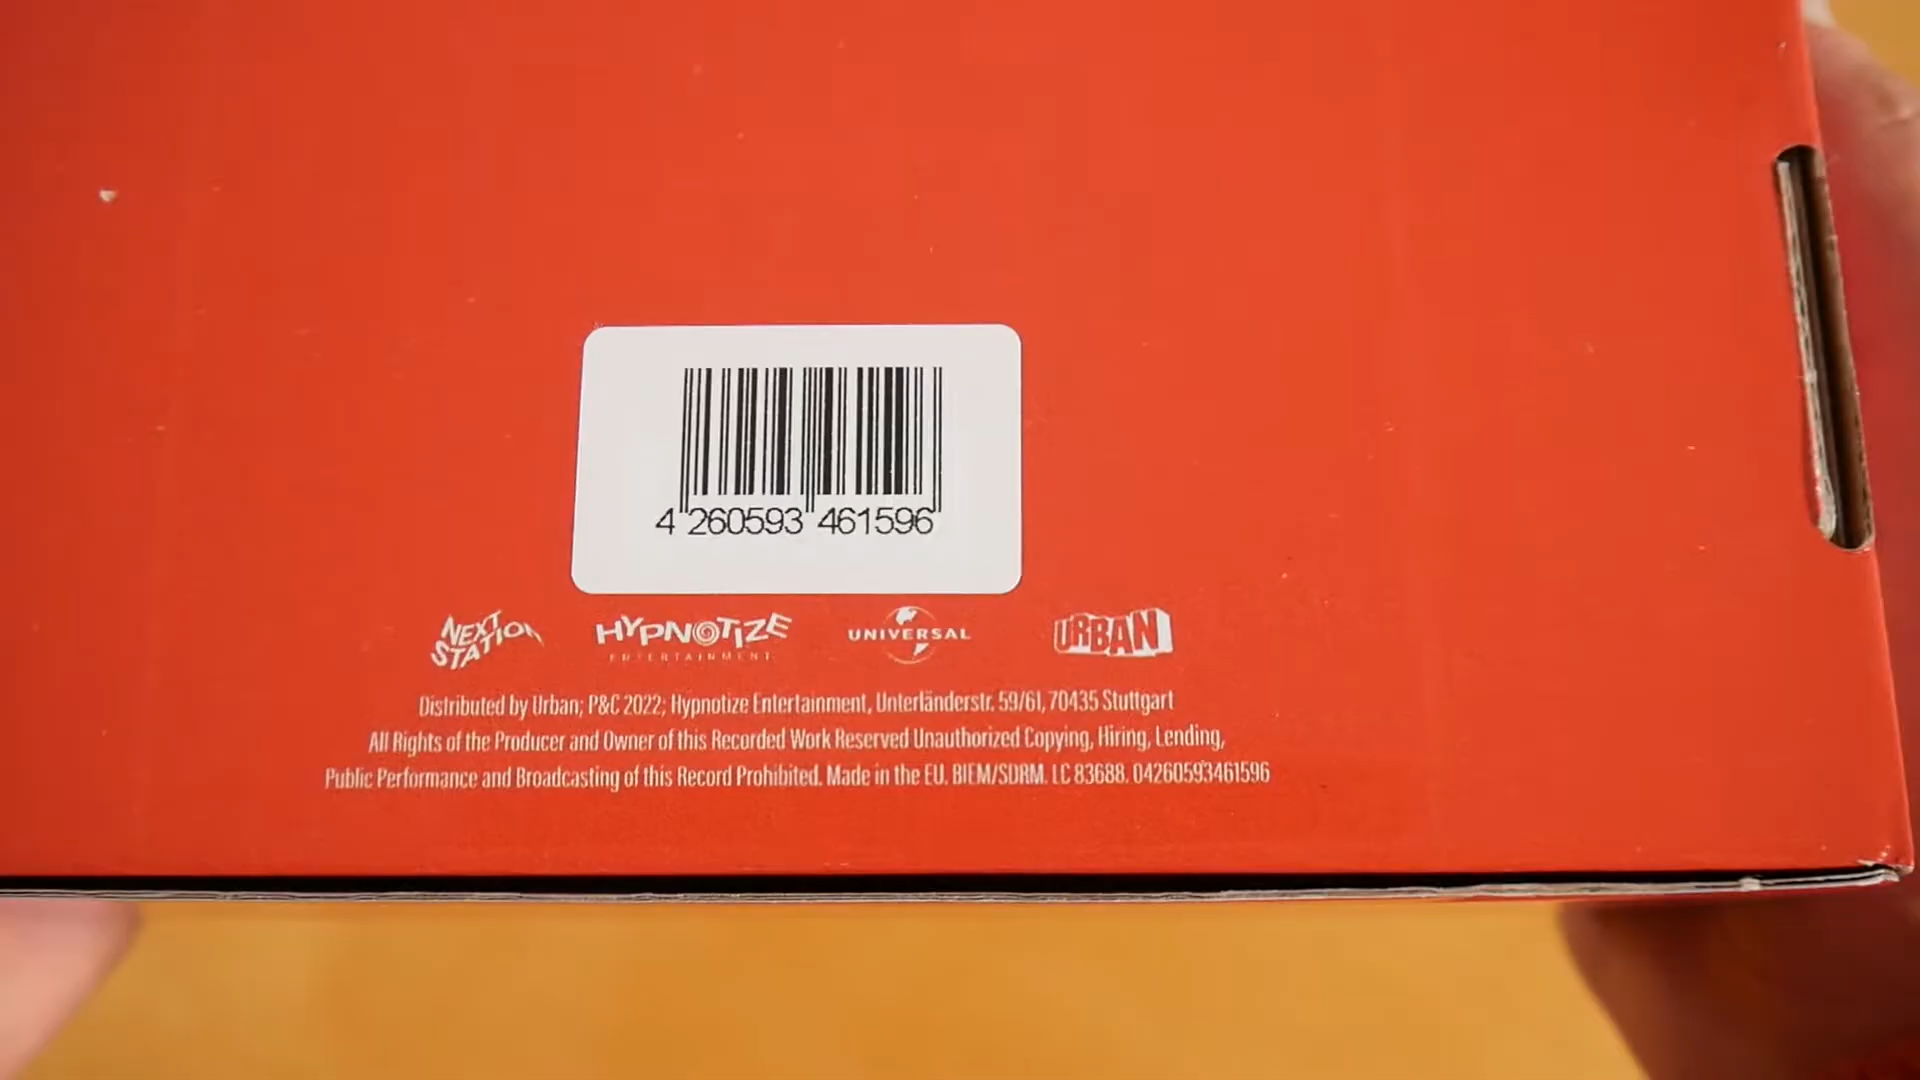 4 260593 461596
NEXT STATION
HYPNOTIZE
ENTERTAINMENT
UNIVERSAL
URBAN
Distributed by Urban; P&C 2022; Hypnotize Entertainment, Unterländerstr. 59/61, 70435 Stuttgart
All Rights of the Producer and Owner of this Recorded Work Reserved Unauthorized Copying, Hiring, Lending,
Public Performance and Broadcasting of this Record Prohibited. Made in the EU. BIEM/SDRM. LC 83688. 04260593461596